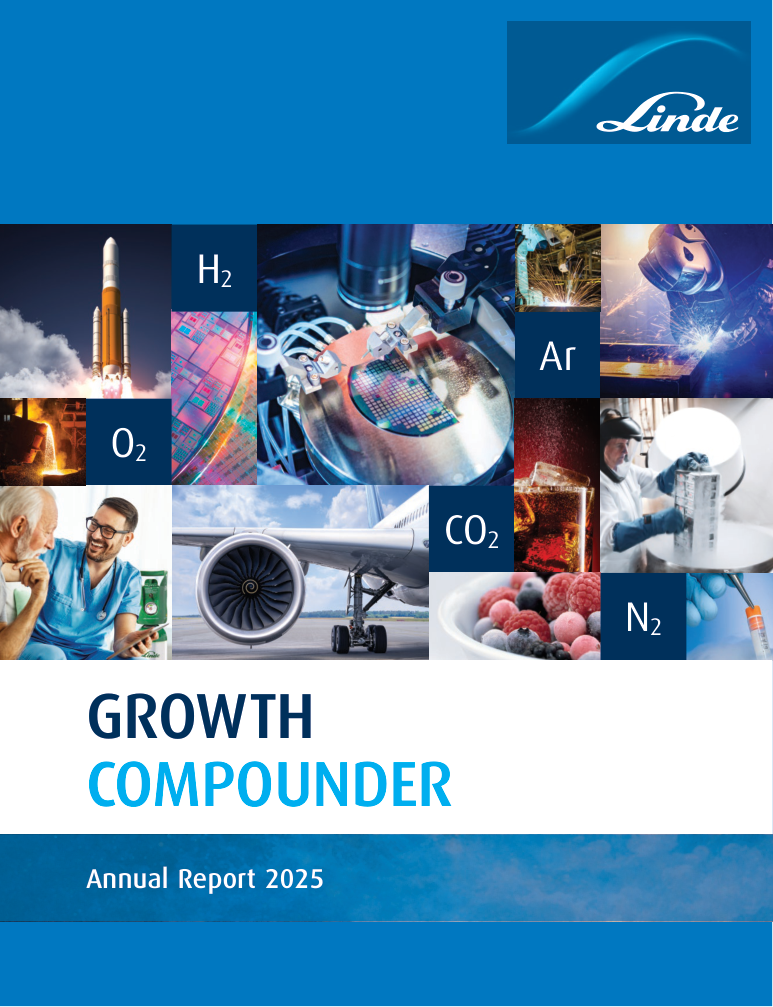 Linde
H₂
Ar
O₂
CO₂
N₂
GROWTH
COMPOUNDER
Annual Report 2025